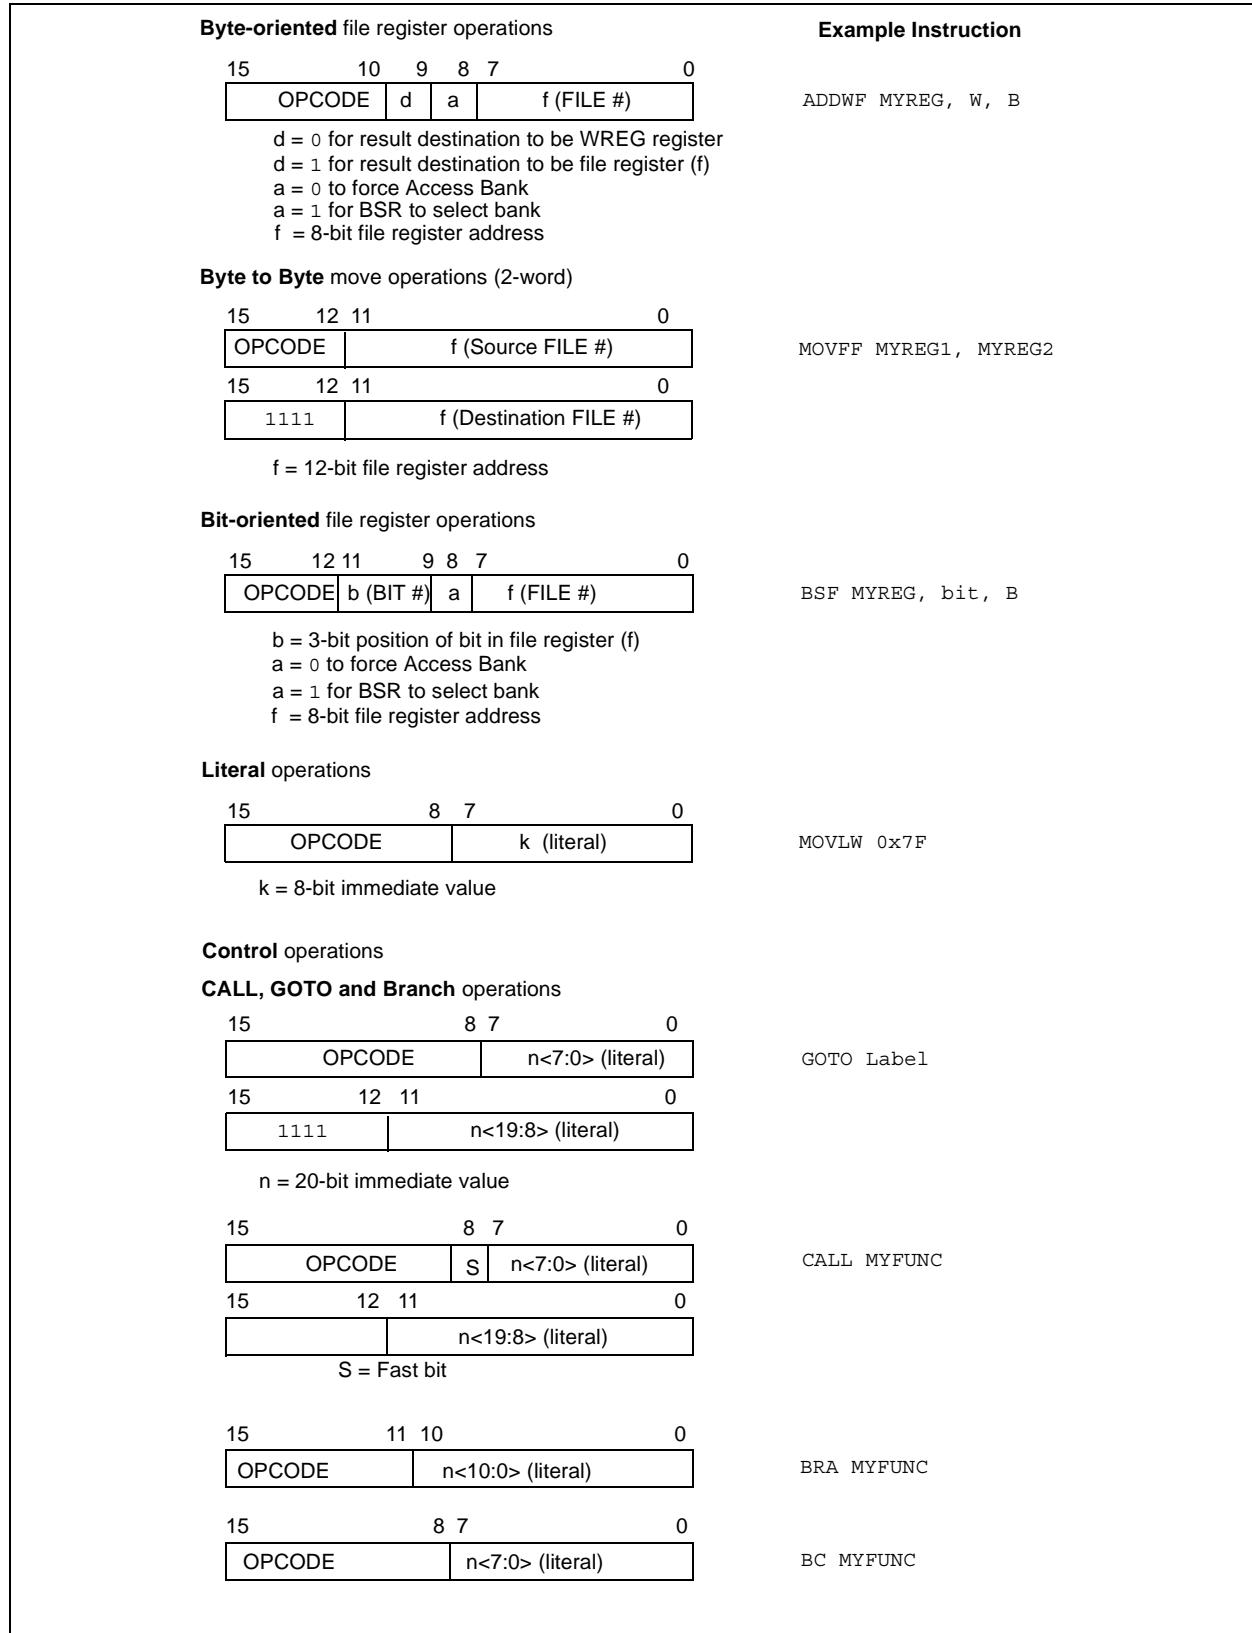 Byte-oriented file register operations Example Instruction
15 10 9 8 7 0
OPCODE d a f (FILE #) ADDWF MYREG, W, B
d = 0 for result destination to be WREG register
d = 1 for result destination to be file register (f)
a = 0 to force Access Bank
a = 1 for BSR to select bank
f = 8-bit file register address
Byte to Byte move operations (2-word)
15 12 11 0
OPCODE f (Source FILE #) MOVFF MYREG1, MYREG2
15 12 11 0
1111 f (Destination FILE #)
f = 12-bit file register address
Bit-oriented file register operations
15 12 11 9 8 7 0
OPCODE b (BIT #) a f (FILE #) BSF MYREG, bit, B
b = 3-bit position of bit in file register (f)
a = 0 to force Access Bank
a = 1 for BSR to select bank
f = 8-bit file register address
Literal operations
15 8 7 0
OPCODE k (literal) MOVLW 0x7F
k = 8-bit immediate value
Control operations
CALL, GOTO and Branch operations
15 8 7 0
OPCODE n<7:0> (literal) GOTO Label
15 12 11 0
1111 n<19:8> (literal)
n = 20-bit immediate value
15 8 7 0
OPCODE S n<7:0> (literal) CALL MYFUNC
15 12 11 0
n<19:8> (literal)
S = Fast bit
15 11 10 0
OPCODE n<10:0> (literal) BRA MYFUNC
15 8 7 0
OPCODE n<7:0> (literal) BC MYFUNC